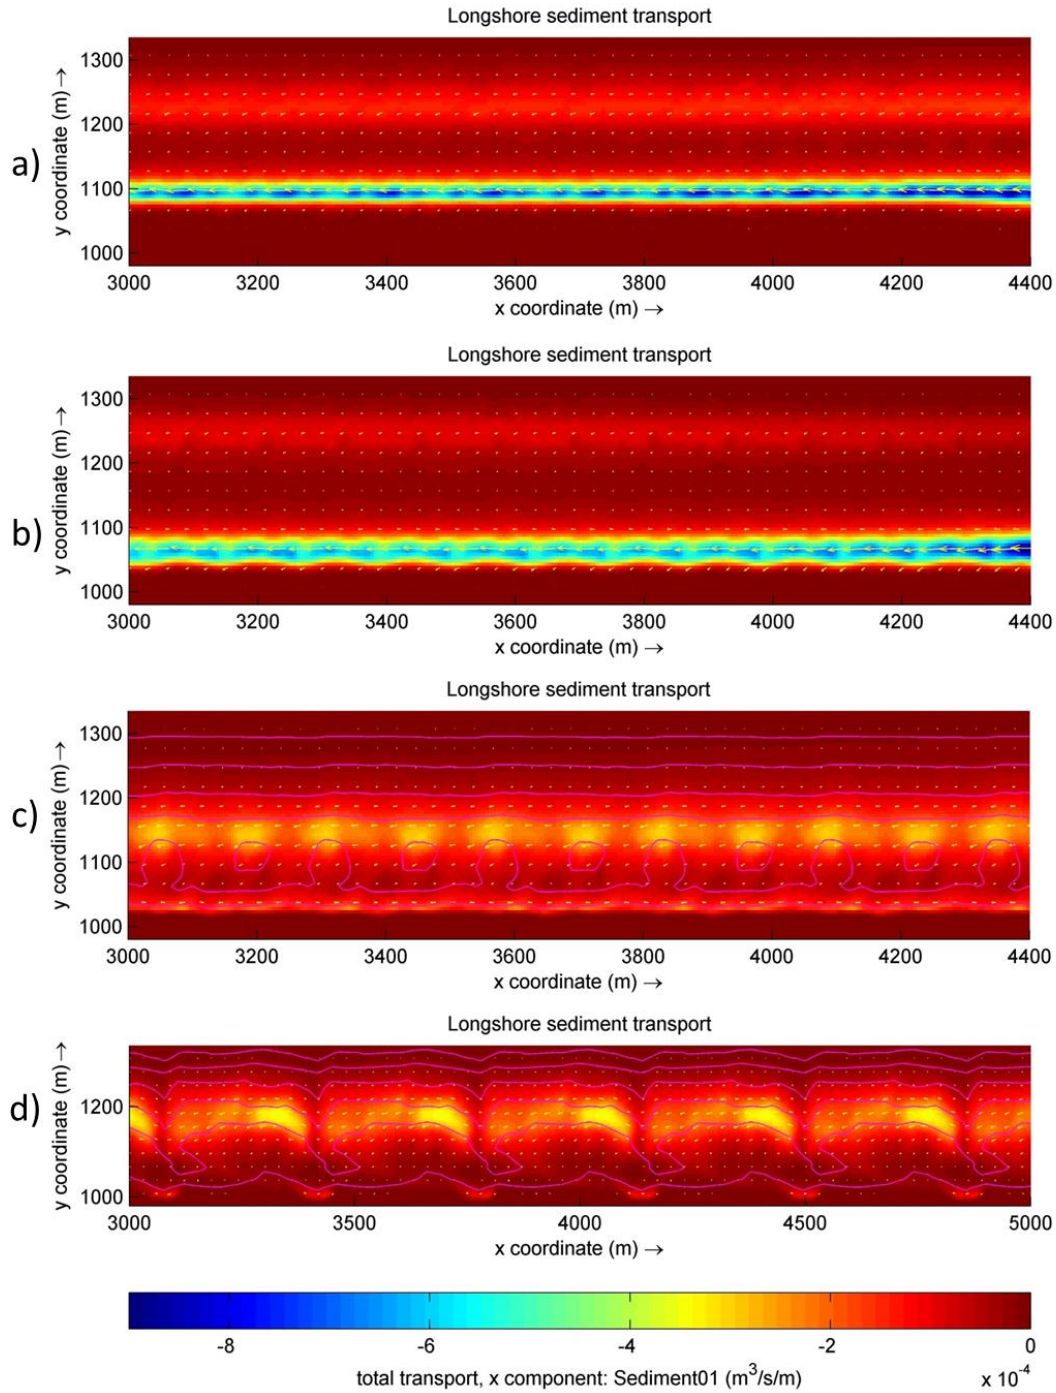 Longshore sediment transport
a)
y coordinate (m) →
1300
1200
1100
1000
3000 3200 3400 3600 3800 4000 4200 4400
x coordinate (m) →
Longshore sediment transport
b)
y coordinate (m) →
1300
1200
1100
1000
3000 3200 3400 3600 3800 4000 4200 4400
x coordinate (m) →
Longshore sediment transport
c)
y coordinate (m) →
1300
1200
1100
1000
3000 3200 3400 3600 3800 4000 4200 4400
x coordinate (m) →
Longshore sediment transport
d)
y coordinate (m) →
1200
1000
3000 3500 4000 4500 5000
x coordinate (m) →
-8 -6 -4 -2 0
total transport, x component: Sediment01 (m³/s/m) x 10⁻⁴